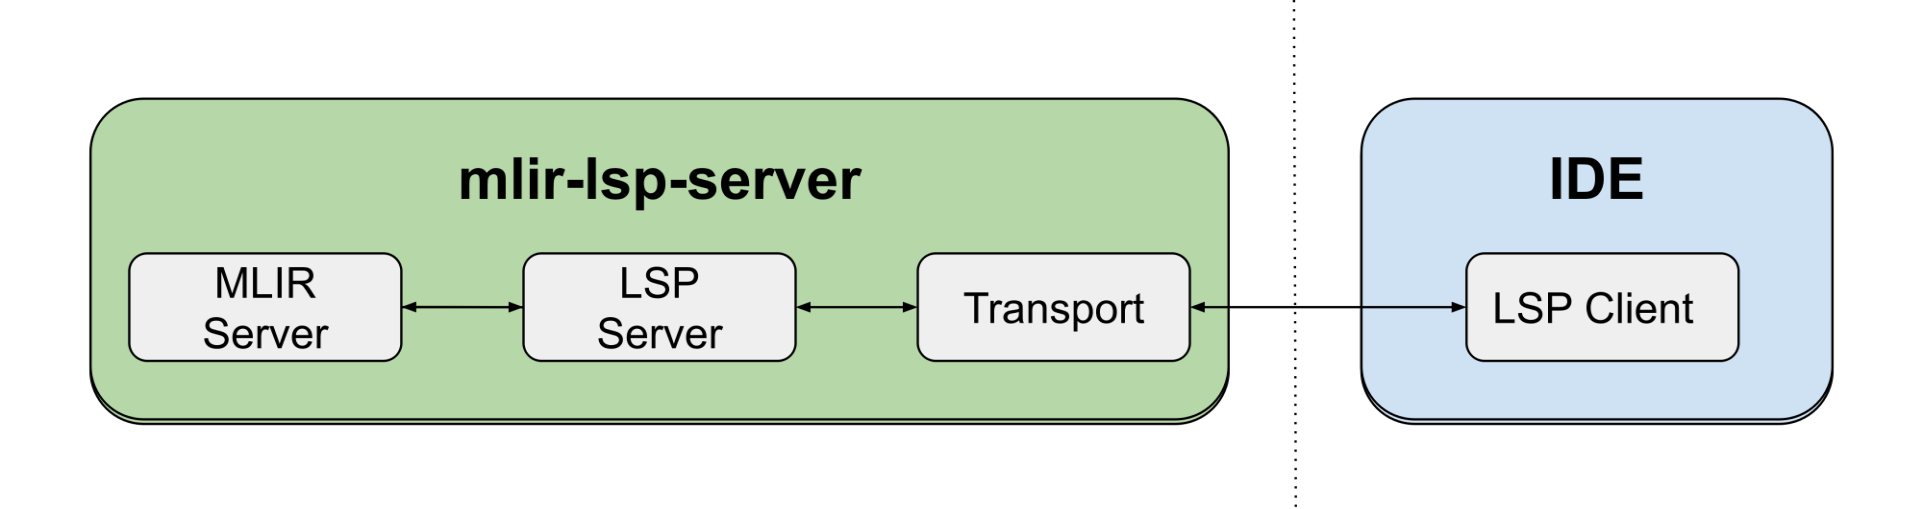 mlir-lsp-server
IDE
MLIR
Server
LSP
Server
Transport
LSP Client